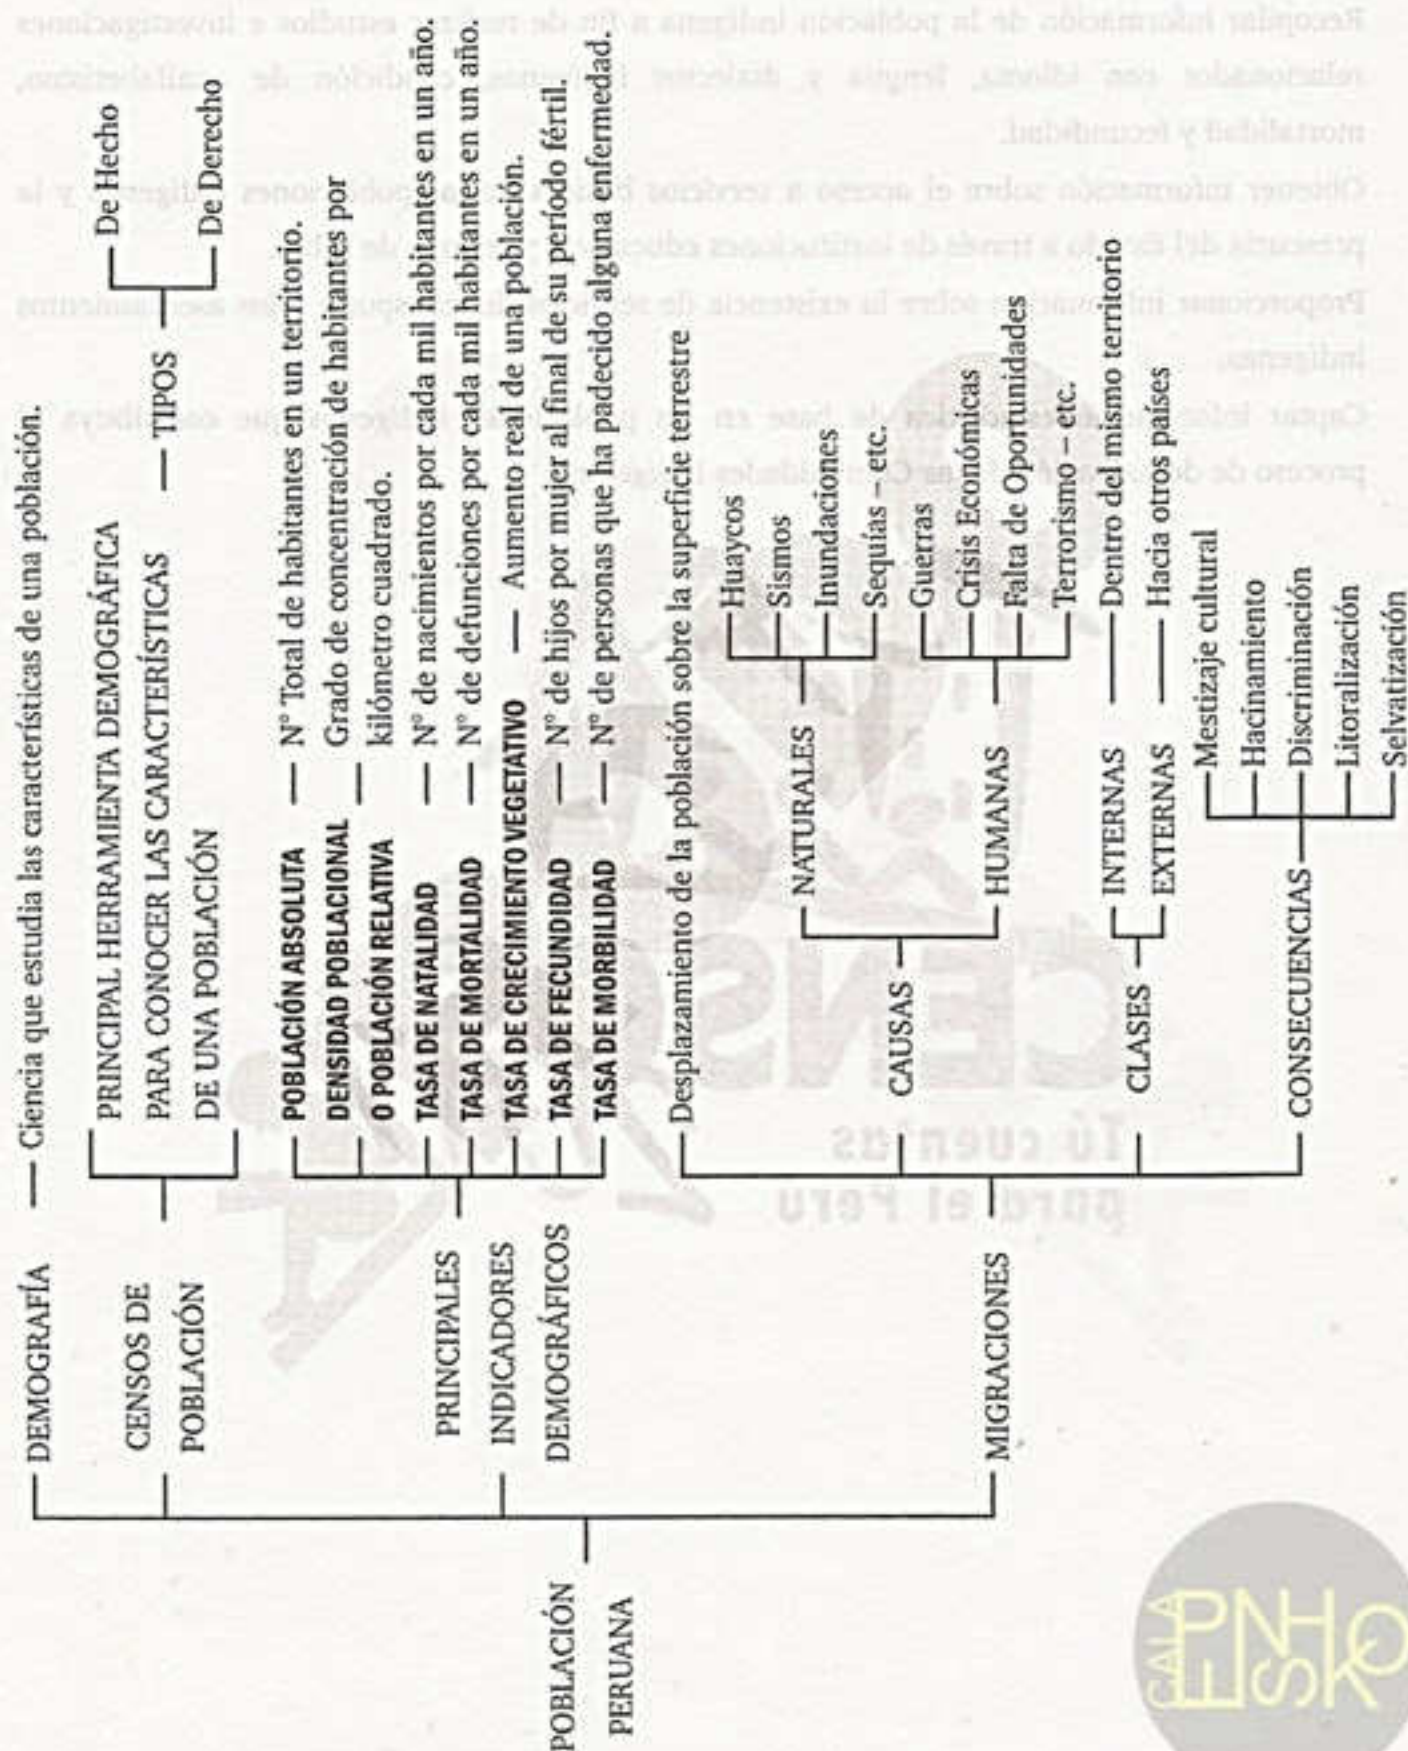 POBLACIÓN
PERUANA
DEMOGRAFÍA — Ciencia que estudia las características de una población.
CENSOS DE
POBLACIÓN
PRINCIPAL HERRAMIENTA DEMOGRÁFICA
PARA CONOCER LAS CARACTERÍSTICAS
DE UNA POBLACIÓN
— TIPOS
De Hecho
De Derecho
PRINCIPALES
INDICADORES
DEMOGRÁFICOS
POBLACIÓN ABSOLUTA — N° Total de habitantes en un territorio.
DENSIDAD POBLACIONAL
O POBLACIÓN RELATIVA
— Grado de concentración de habitantes por
kilómetro cuadrado.
TASA DE NATALIDAD — N° de nacimientos por cada mil habitantes en un año.
TASA DE MORTALIDAD — N° de defunciones por cada mil habitantes en un año.
TASA DE CRECIMIENTO VEGETATIVO — Aumento real de una población.
TASA DE FECUNDIDAD — N° de hijos por mujer al final de su período fértil.
TASA DE MORBILIDAD — N° de personas que ha padecido alguna enfermedad.
MIGRACIONES
Desplazamiento de la población sobre la superficie terrestre
CAUSAS
NATURALES
Huaycos
Sismos
Inundaciones
Sequías – etc.
HUMANAS
Guerras
Crisis Económicas
Falta de Oportunidades
Terrorismo – etc.
CLASES
INTERNAS — Dentro del mismo territorio
EXTERNAS — Hacia otros países
CONSECUENCIAS
Mestizaje cultural
Hacinamiento
Discriminación
Litoralización
Selvatización
CENSO
Tú cuentas
para el Perú